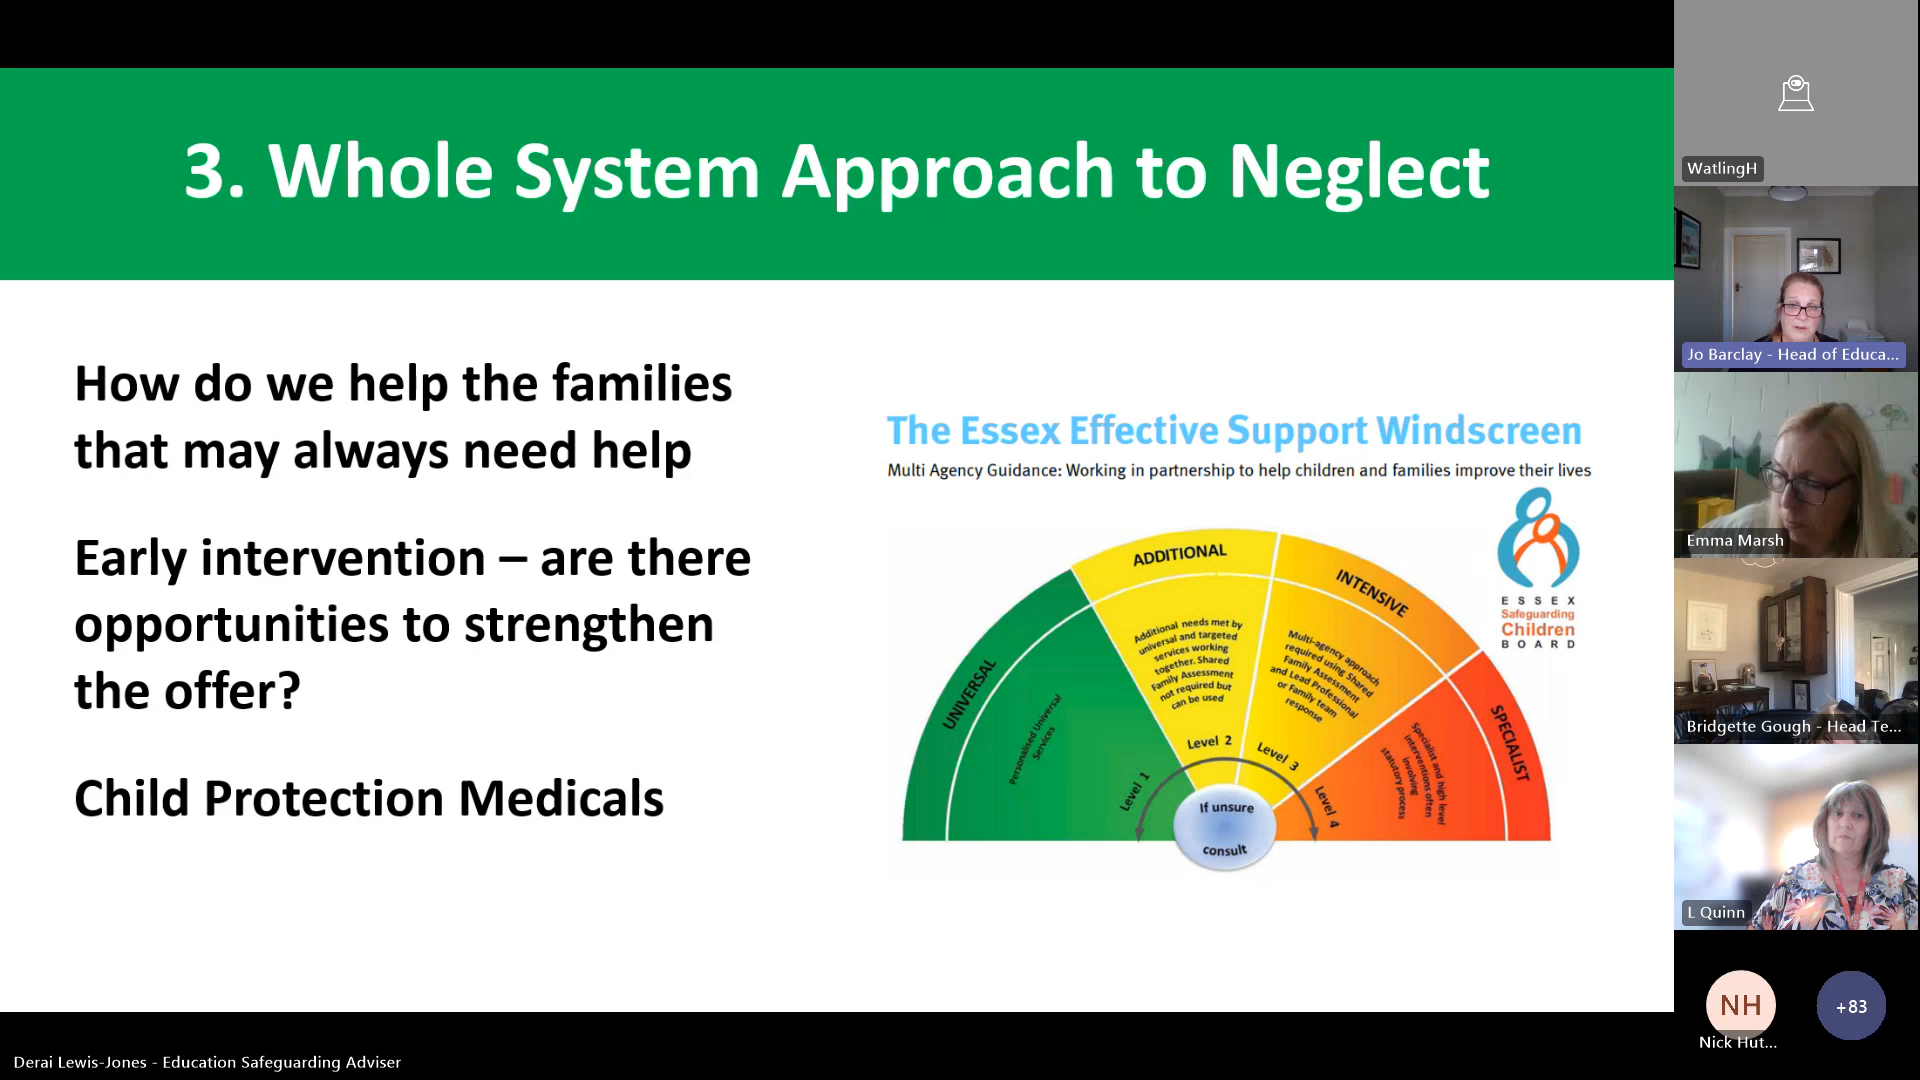 3. Whole System Approach to Neglect
How do we help the families
that may always need help
Early intervention – are there
opportunities to strengthen
the offer?
Child Protection Medicals
The Essex Effective Support Windscreen
Multi Agency Guidance: Working in partnership to help children and families improve their lives
ESSEX
Safeguarding
Children
BOARD
UNIVERSAL
Personalised Universal
Services
Level 1
ADDITIONAL
Additional needs met by
universal and targeted
services working
together. Shared
Family Assessment
not required but
can be used
Level 2
INTENSIVE
Multi-agency approach
required using Shared
Family Assessment
and Lead Professional
or Family team
response
Level 3
SPECIALIST
Specialist and high level
interventions often
involving
statutory process
Level 4
If unsure
consult
WatlingH
Jo Barclay - Head of Educa...
Emma Marsh
Bridgette Gough - Head Te...
L Quinn
NH
Nick Hut...
+83
Derai Lewis-Jones - Education Safeguarding Adviser